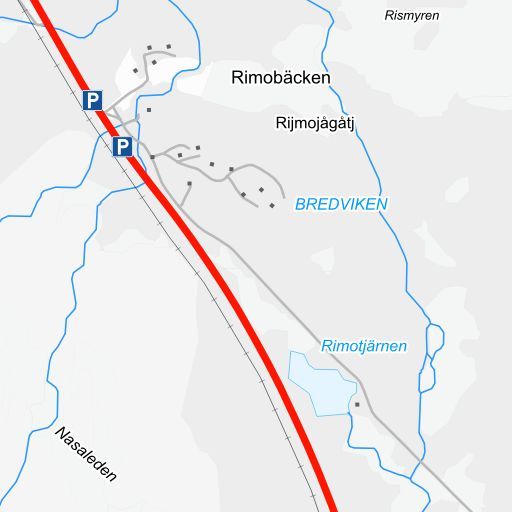 Rismyren
Rimobäcken
P
Rijmojågåtj
P
BREDVIKEN
Rimotjärnen
Nasaleden